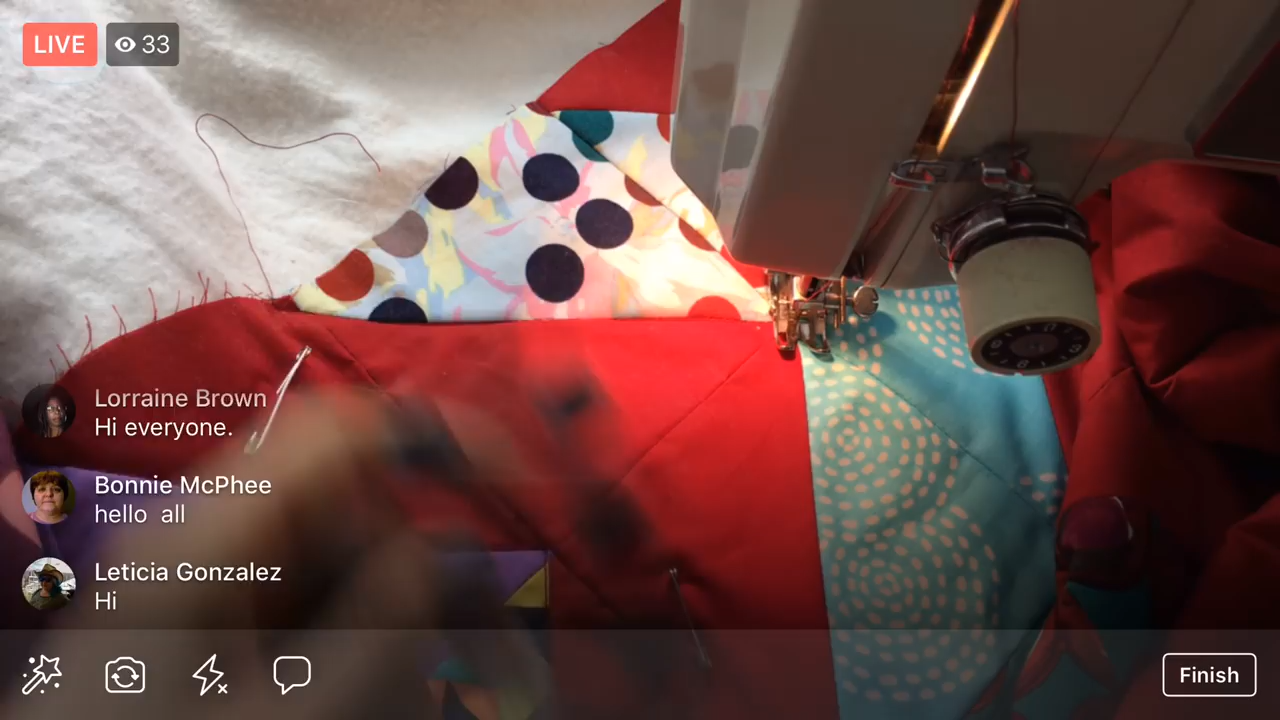 LIVE 33
Lorraine Brown
Hi everyone.
Bonnie McPhee
hello all
Leticia Gonzalez
Hi
Finish